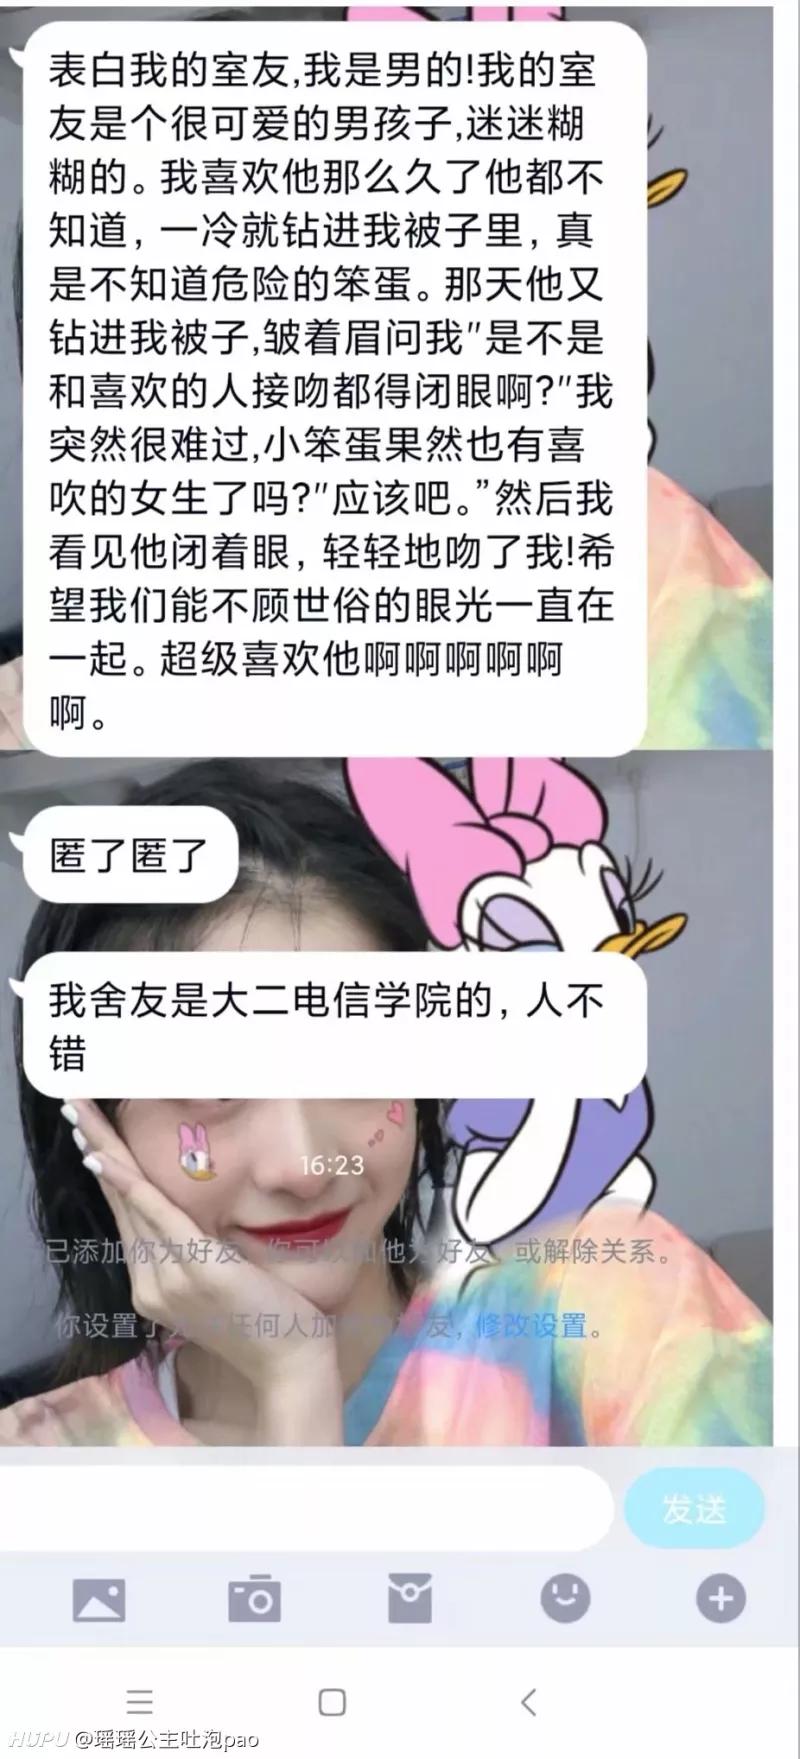 表白我的室友,我是男的!我的室
友是个很可爱的男孩子,迷迷糊
糊的。我喜欢他那么久了他都不
知道，一冷就钻进我被子里，真
是不知道危险的笨蛋。那天他又
钻进我被子,皱着眉问我"是不是
和喜欢的人接吻都得闭眼啊?"我
突然很难过,小笨蛋果然也有喜
吹的女生了吗?"应该吧。”然后我
看见他闭着眼，轻轻地吻了我!希
望我们能不顾世俗的眼光一直在
一起。超级喜欢他啊啊啊啊啊
啊。
匿了匿了
我舍友是大二电信学院的，人不
错
16:23
已添加你为好友，你可以加他为好友，或解除关系。
你设置了允许任何人加你为好友，修改设置。
发送
HUPU @瑶瑶公主吐泡pao